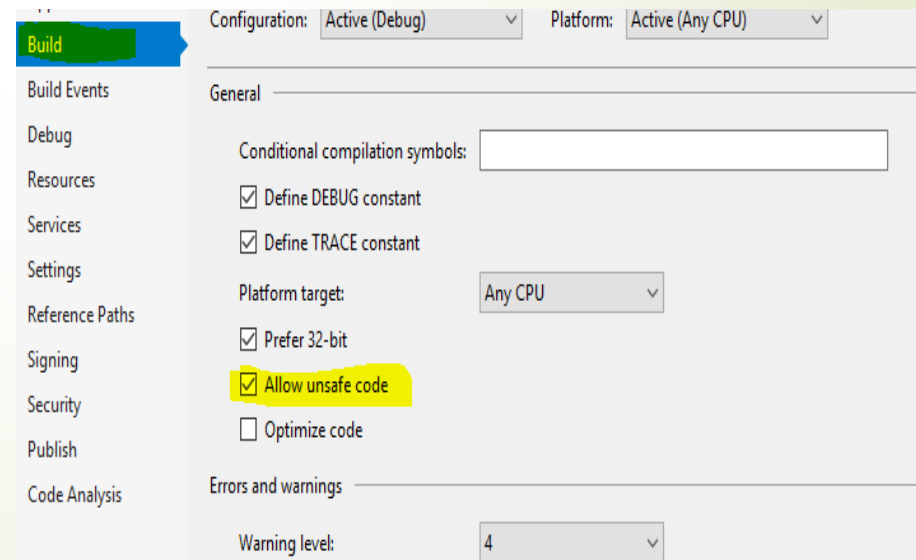 Configuration: Active (Debug) Platform: Active (Any CPU)
Build
Build Events
Debug
Resources
Services
Settings
Reference Paths
Signing
Security
Publish
Code Analysis
General
Conditional compilation symbols:
Define DEBUG constant
Define TRACE constant
Platform target: Any CPU
Prefer 32-bit
Allow unsafe code
Optimize code
Errors and warnings
Warning level: 4